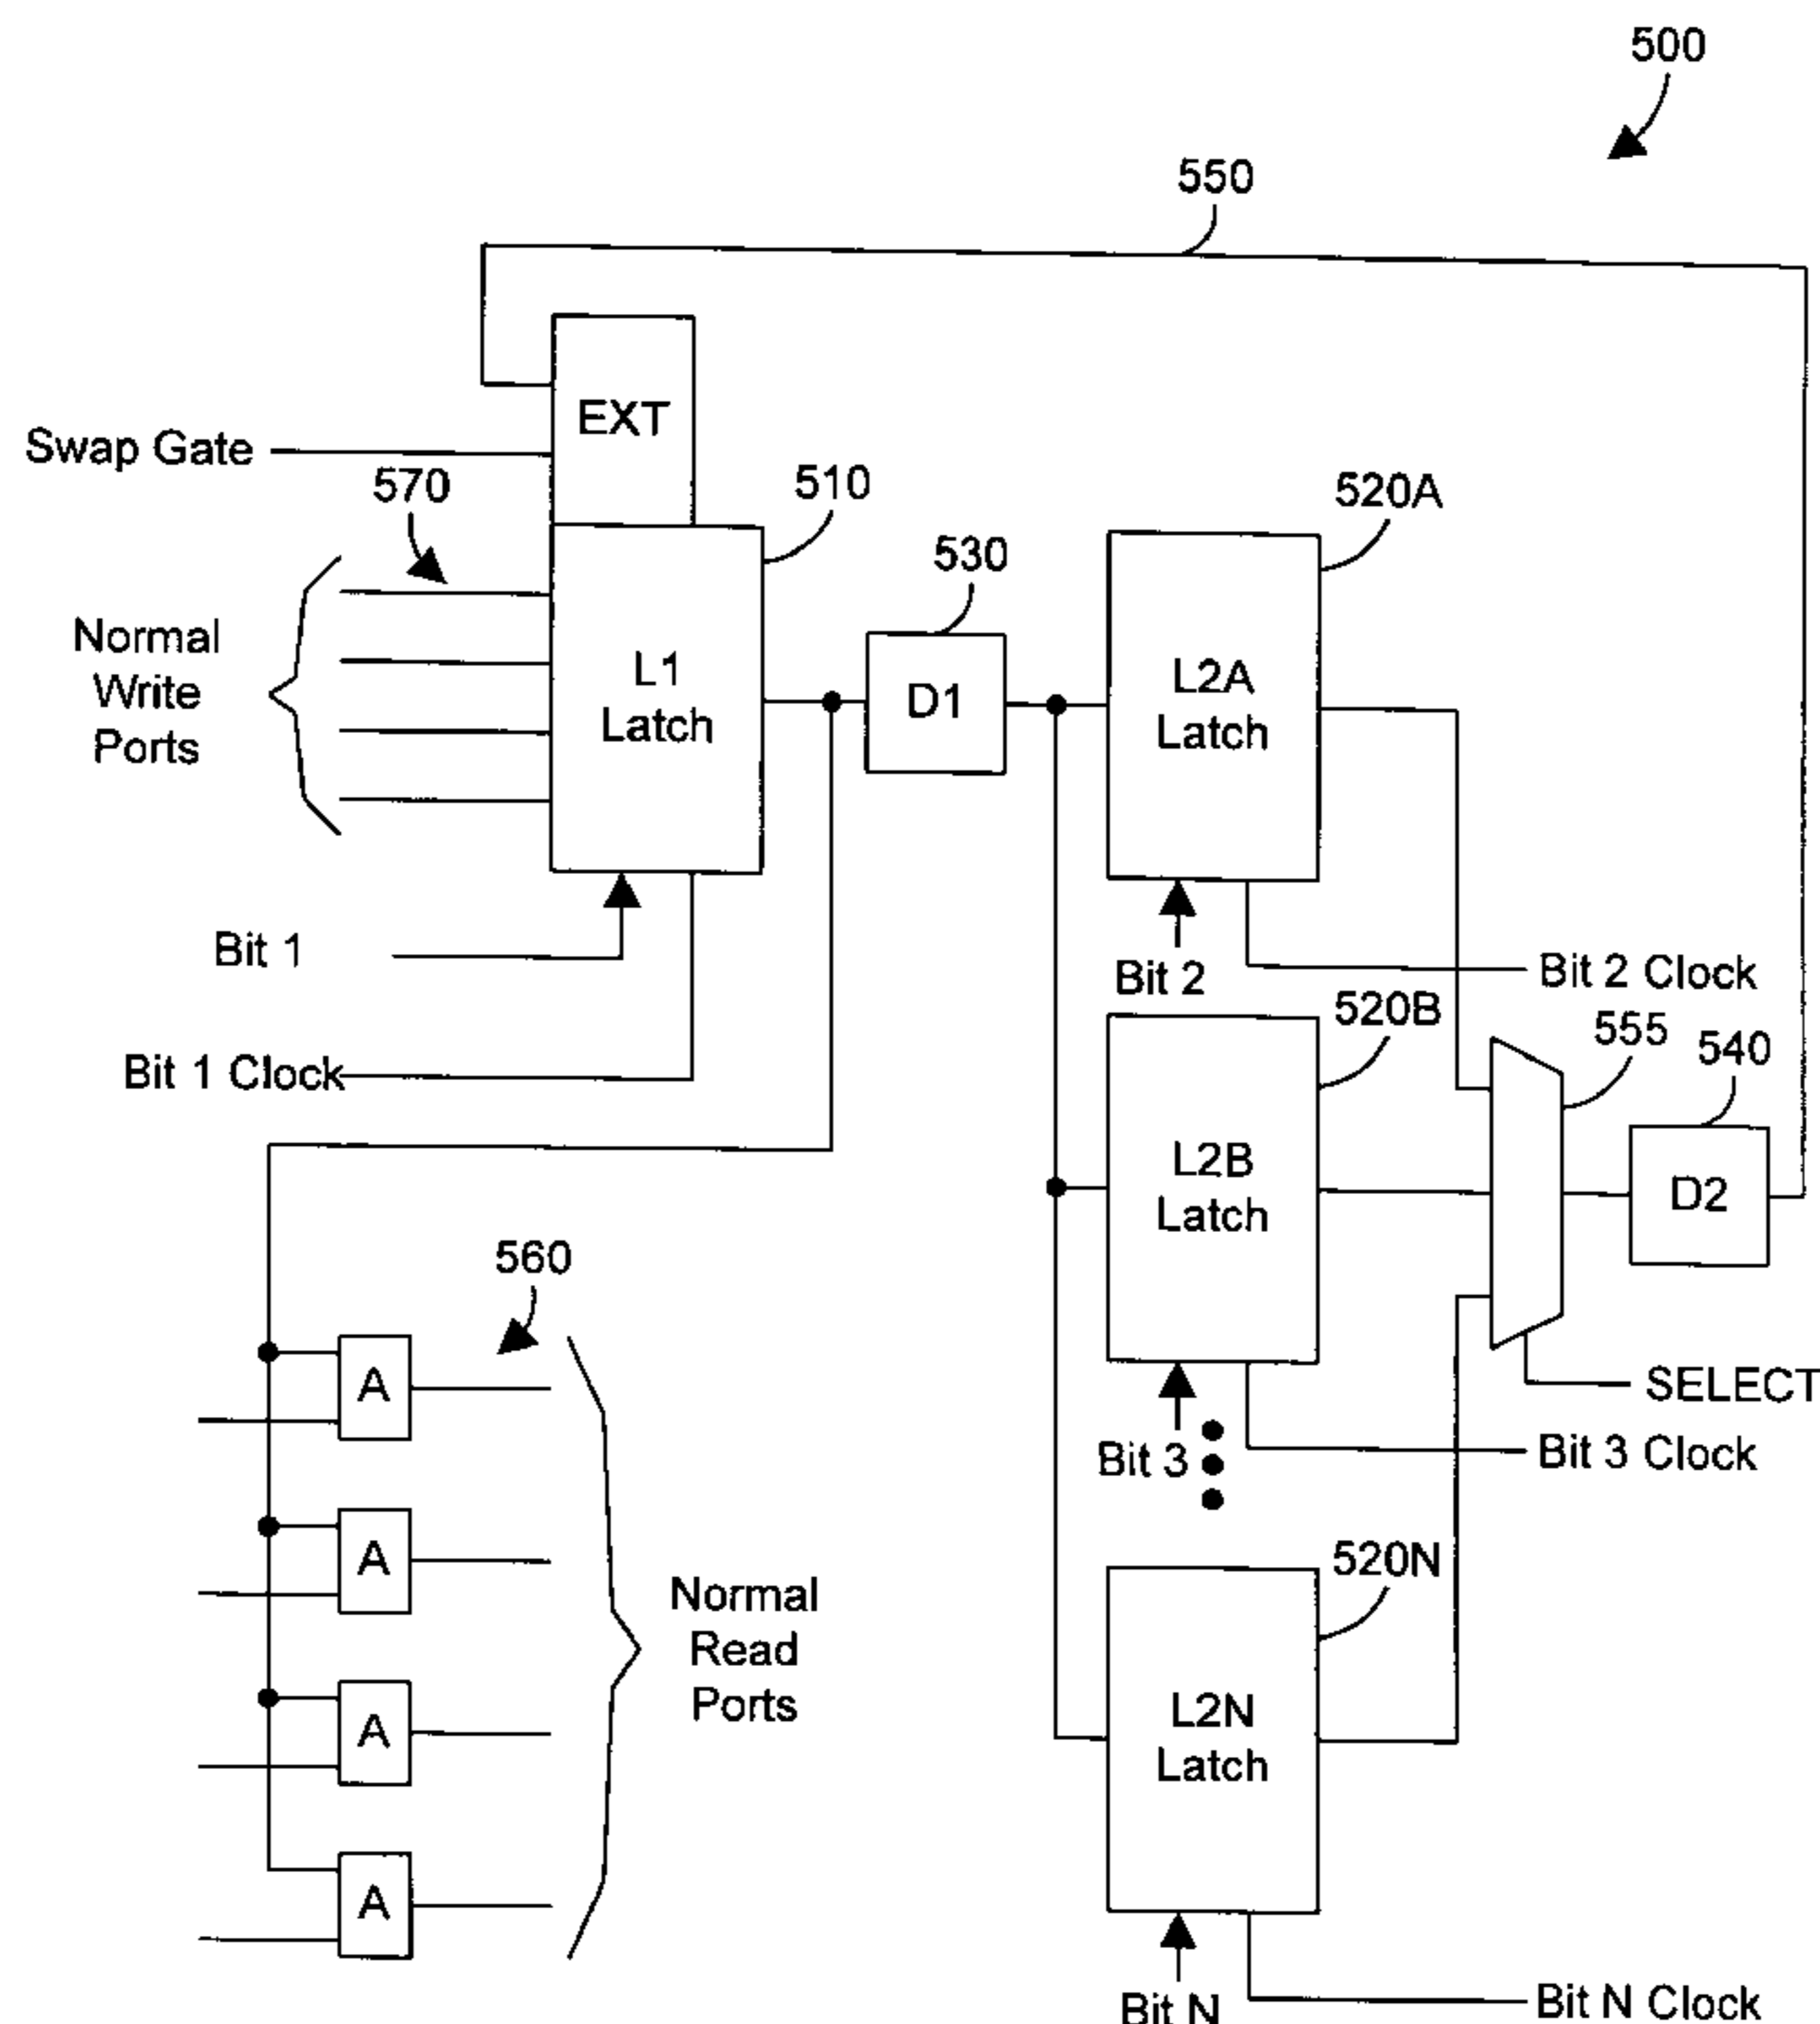 500
550
EXT
Swap Gate
570
510
520A
530
Normal
Write
Ports
L1
Latch
D1
L2A
Latch
Bit 1
Bit 2
Bit 2 Clock
520B
555
540
Bit 1 Clock
L2B
Latch
D2
560
A
SELECT
Bit 3
Bit 3 Clock
A
520N
Normal
Read
Ports
A
L2N
Latch
A
Bit N
Bit N Clock